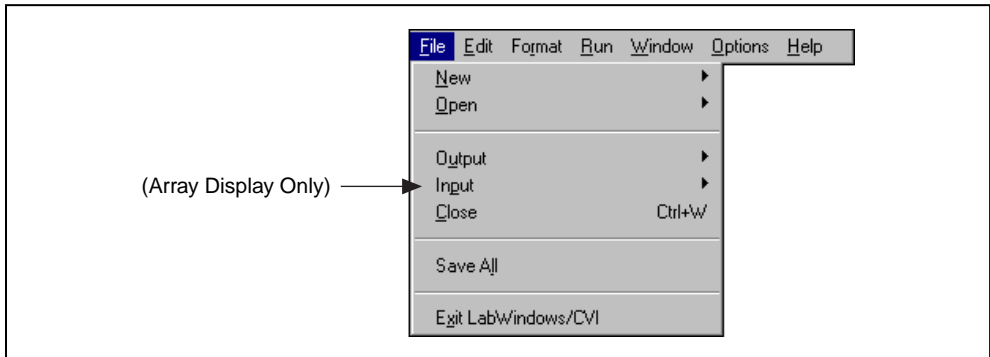 File Edit Format Run Window Options Help
New
Open
Output
(Array Display Only) Input
Close Ctrl+W
Save All
Exit LabWindows/CVI